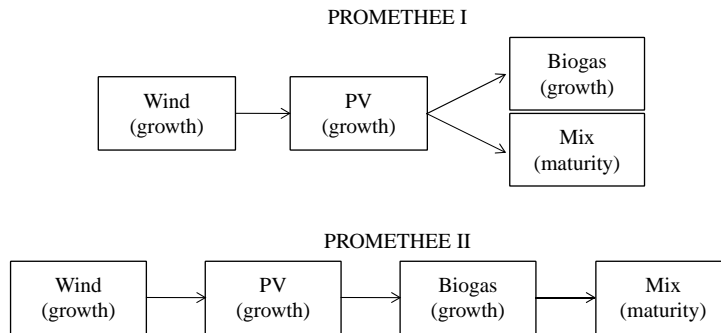 PROMETHEE I
Wind
(growth)
PV
(growth)
Biogas
(growth)
Mix
(maturity)
PROMETHEE II
Wind
(growth)
PV
(growth)
Biogas
(growth)
Mix
(maturity)